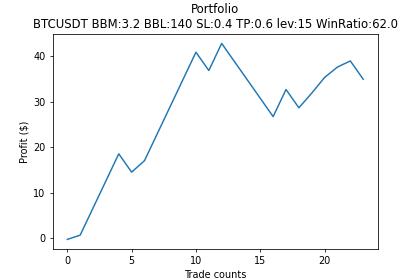 Portfolio
BTCUSDT BBM:3.2 BBL:140 SL:0.4 TP:0.6 lev:15 WinRatio:62.0
40
30
20
10
0
Profit ($)
0 5 10 15 20
Trade counts